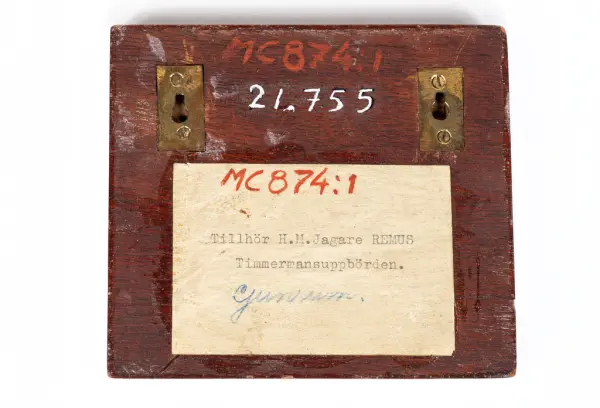 MC874:1
21.755
MC874:1
Tillhör H.M.Jagare REMUS
Timmermansuppbörden.